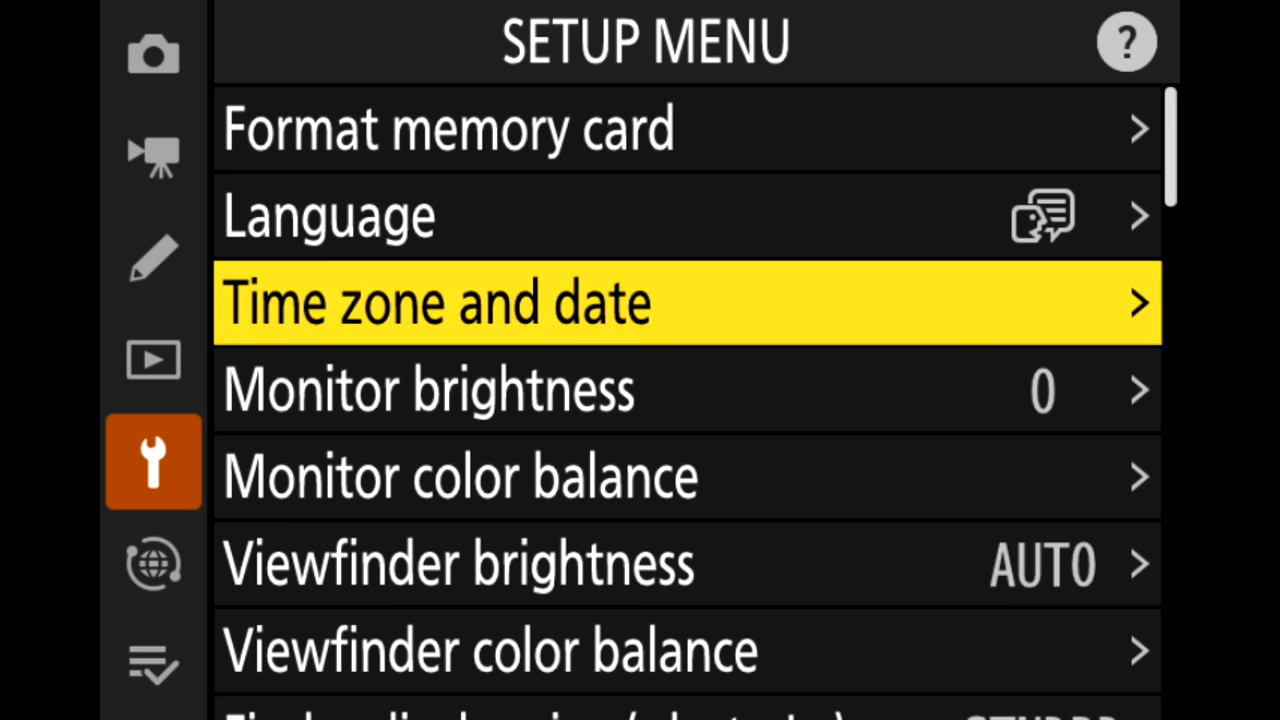 SETUP MENU
?
Format memory card
Language
Time zone and date
Monitor brightness 0
Monitor color balance
Viewfinder brightness AUTO
Viewfinder color balance